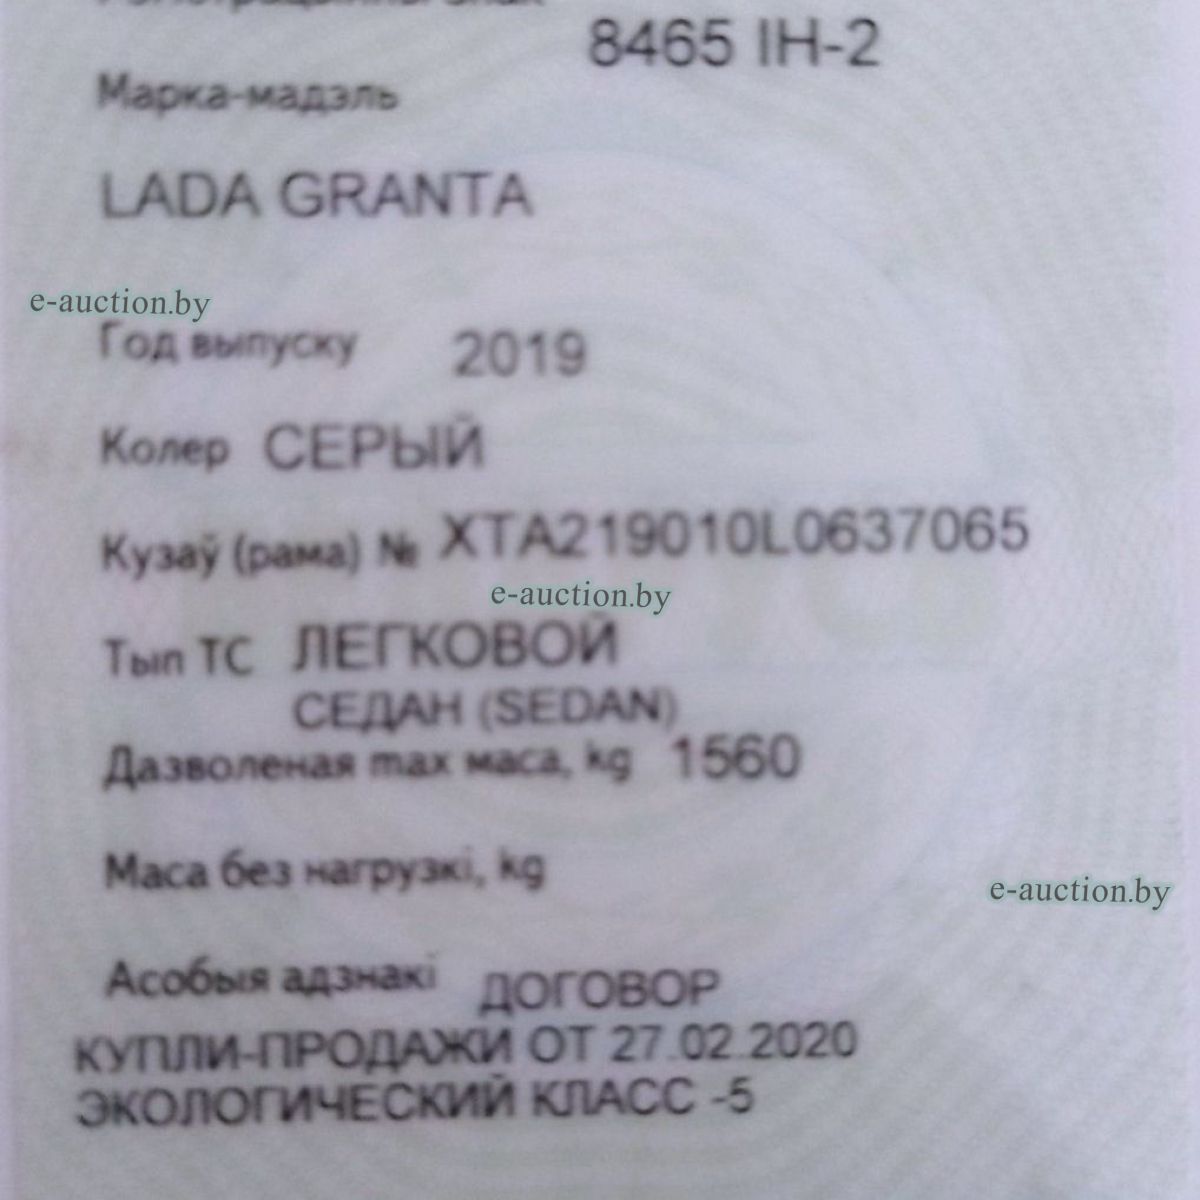 8465 IH-2
Марка-мадэль
LADA GRANTA
e-auction.by
Год выпуску 2019
Колер СЕРЫЙ
Кузаў (рама) № XTA219010L0637065
e-auction.by
Тып ТС ЛЕГКОВОЙ
СЕДАН (SEDAN)
Дазволеная max маса, kg 1560
Маса без нагрузкі, kg
e-auction.by
Асобыя адзнакі ДОГОВОР
КУПЛИ-ПРОДАЖИ ОТ 27.02.2020
ЭКОЛОГИЧЕСКИЙ КЛАСС -5